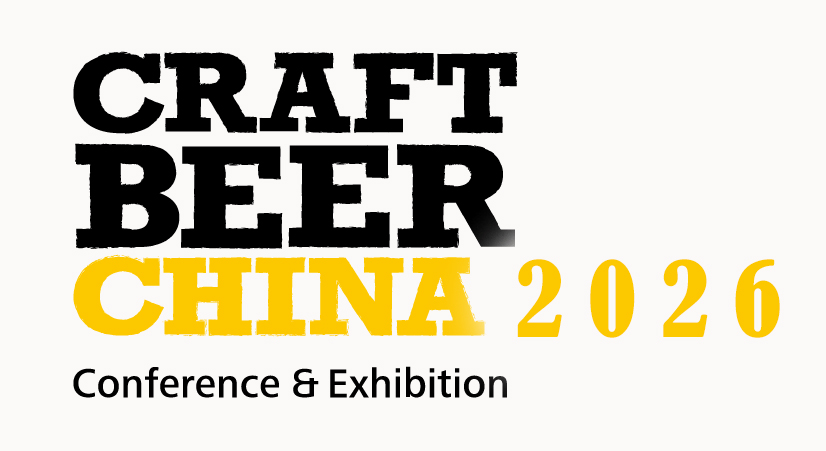 CRAFT
BEER
CHINA 2026
Conference & Exhibition